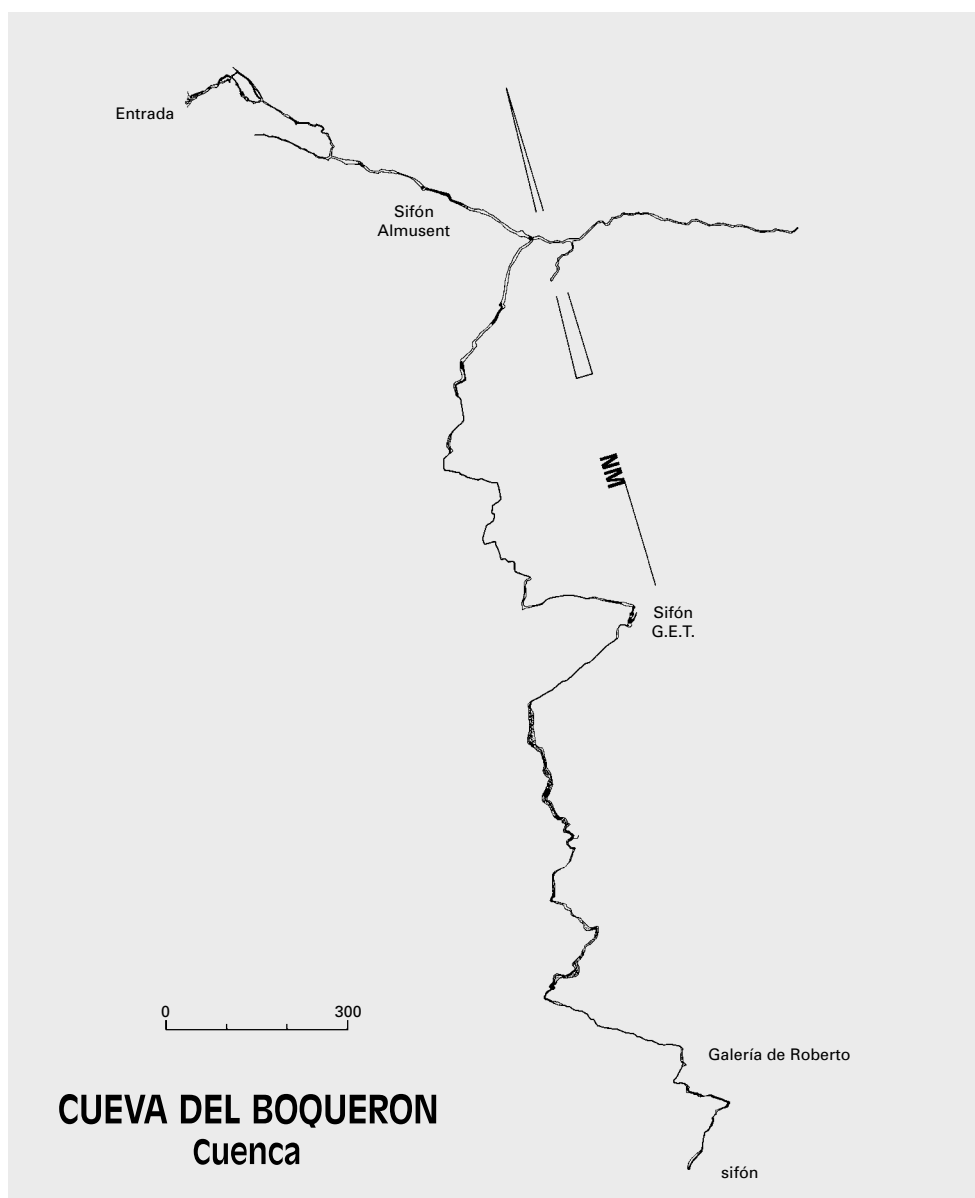 Entrada
Sifón
Almusent
NM
Sifón
G.E.T.
0 300
Galería de Roberto
CUEVA DEL BOQUERON
Cuenca
sifón